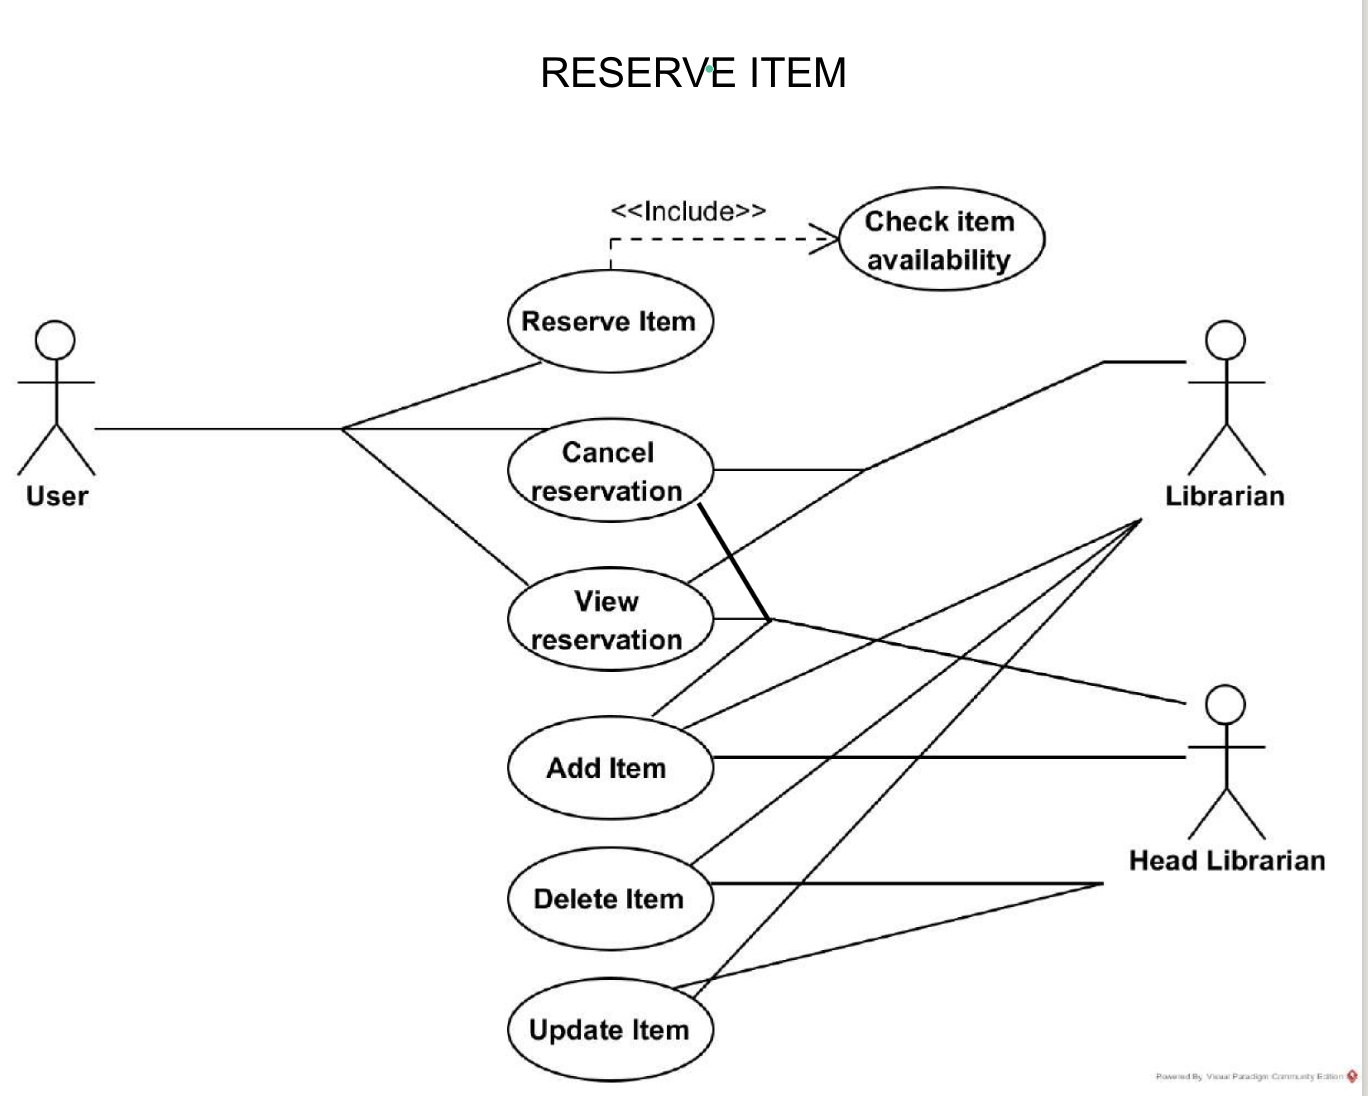 RESERVE ITEM
<<Include>>
Check item
availability
Reserve Item
Cancel
reservation
User
Librarian
View
reservation
Add Item
Head Librarian
Delete Item
Update Item
Powered By Visual Paradigm Community Edition